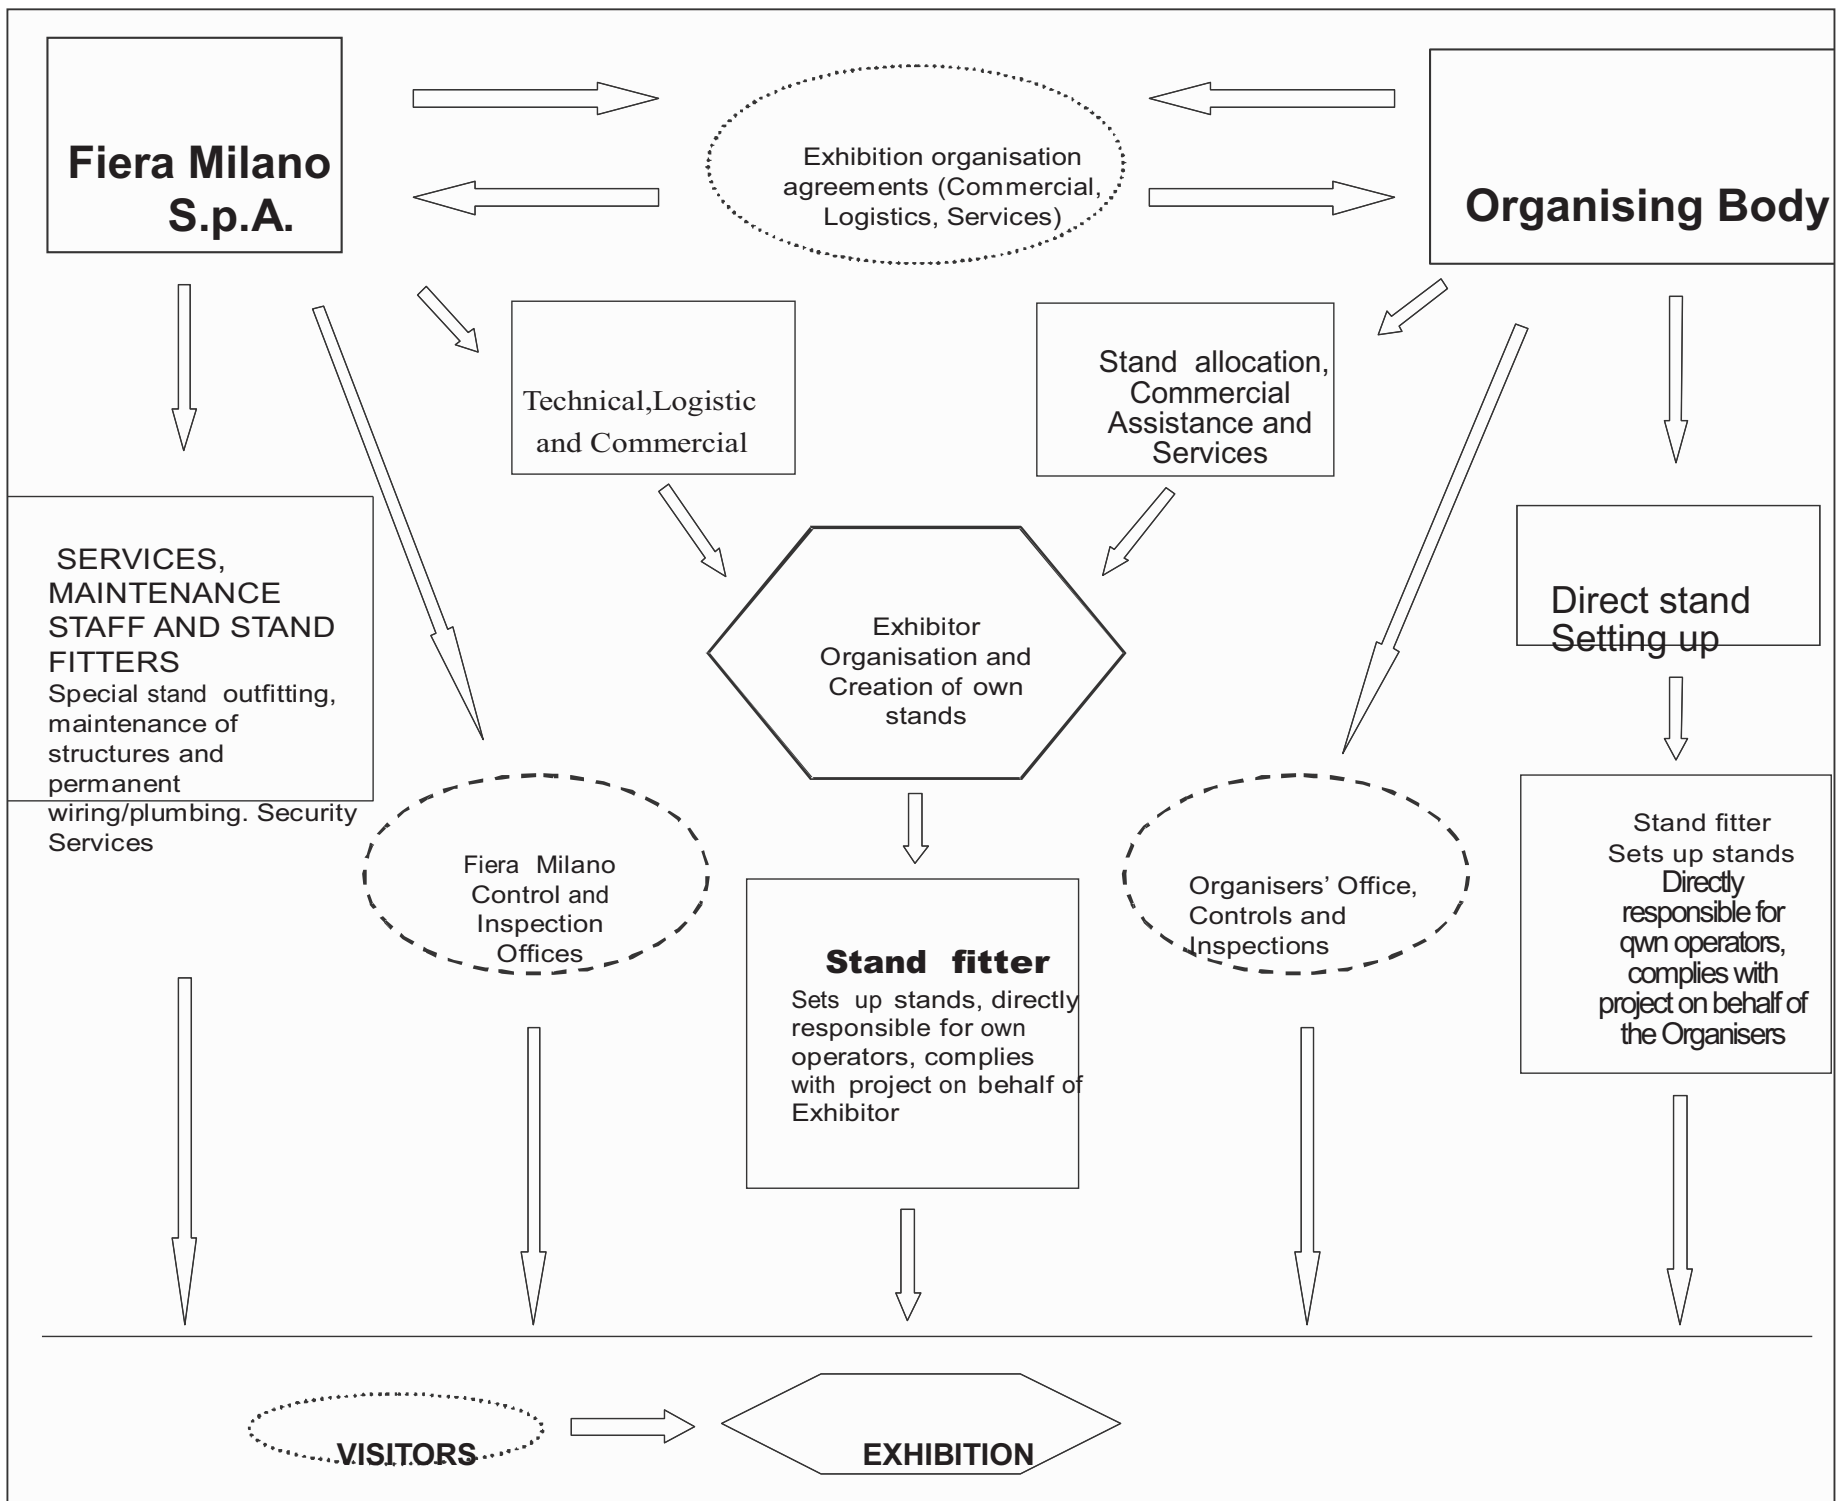 Fiera Milano
S.p.A.
Exhibition organisation
agreements (Commercial,
Logistics, Services)
Organising Body
Technical,Logistic
and Commercial
Stand allocation,
Commercial
Assistance and
Services
SERVICES,
MAINTENANCE
STAFF AND STAND
FITTERS
Special stand outfitting,
maintenance of
structures and
permanent
wiring/plumbing. Security
Services
Exhibitor
Organisation and
Creation of own
stands
Direct stand
Setting up
Fiera Milano
Control and
Inspection
Offices
Stand fitter
Sets up stands, directly
responsible for own
operators, complies
with project on behalf of
Exhibitor
Organisers’ Office,
Controls and
Inspections
Stand fitter
Sets up stands
Directly
responsible for
qwn operators,
complies with
project on behalf of
the Organisers
VISITORS
EXHIBITION